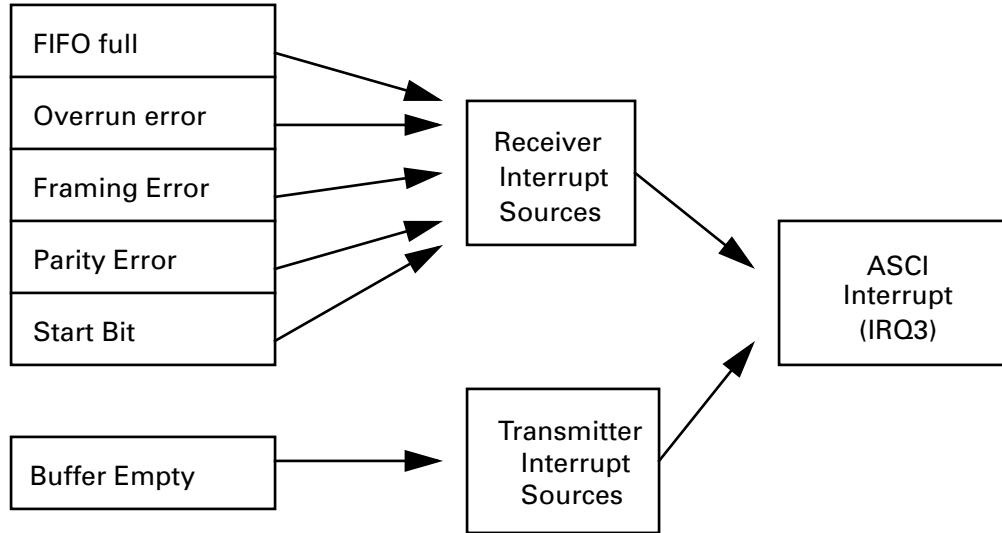 FIFO full
Overrun error
Framing Error
Parity Error
Start Bit
Buffer Empty
Receiver
Interrupt
Sources
Transmitter
Interrupt
Sources
ASCI
Interrupt
(IRQ3)